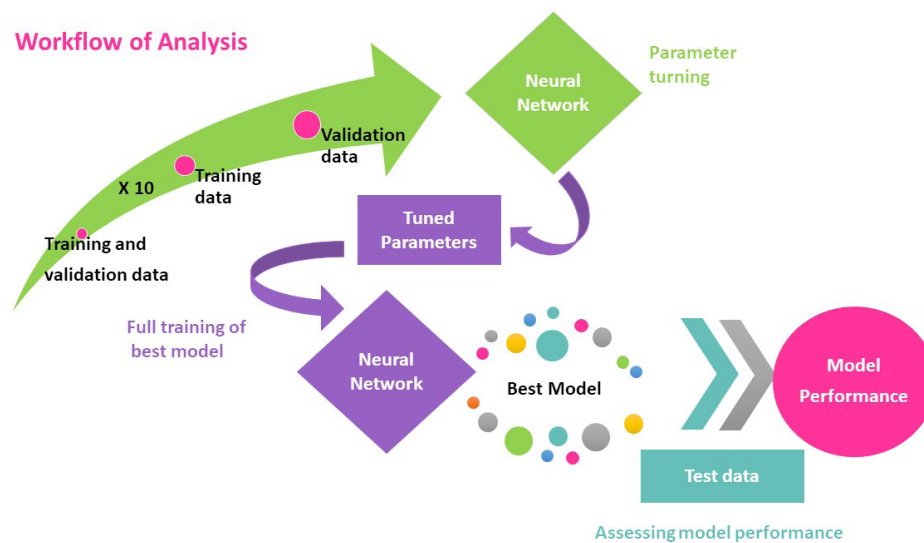 Workflow of Analysis
Neural
Network
Parameter
turning
Validation
data
Training
data
X 10
Training and
validation data
Tuned
Parameters
Full training of
best model
Neural
Network
Best Model
Model
Performance
Test data
Assessing model performance